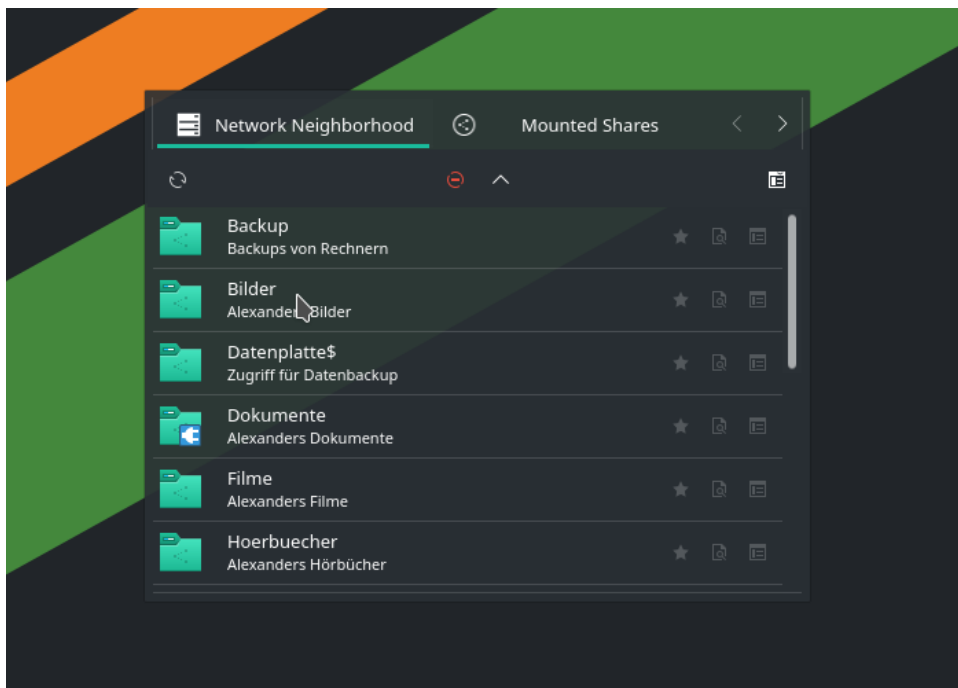 Network Neighborhood
Mounted Shares
Backup
Backups von Rechnern
Bilder
Alexanders Bilder
Datenplatte$
Zugriff für Datenbackup
Dokumente
Alexanders Dokumente
Filme
Alexanders Filme
Hoerbuecher
Alexanders Hörbücher